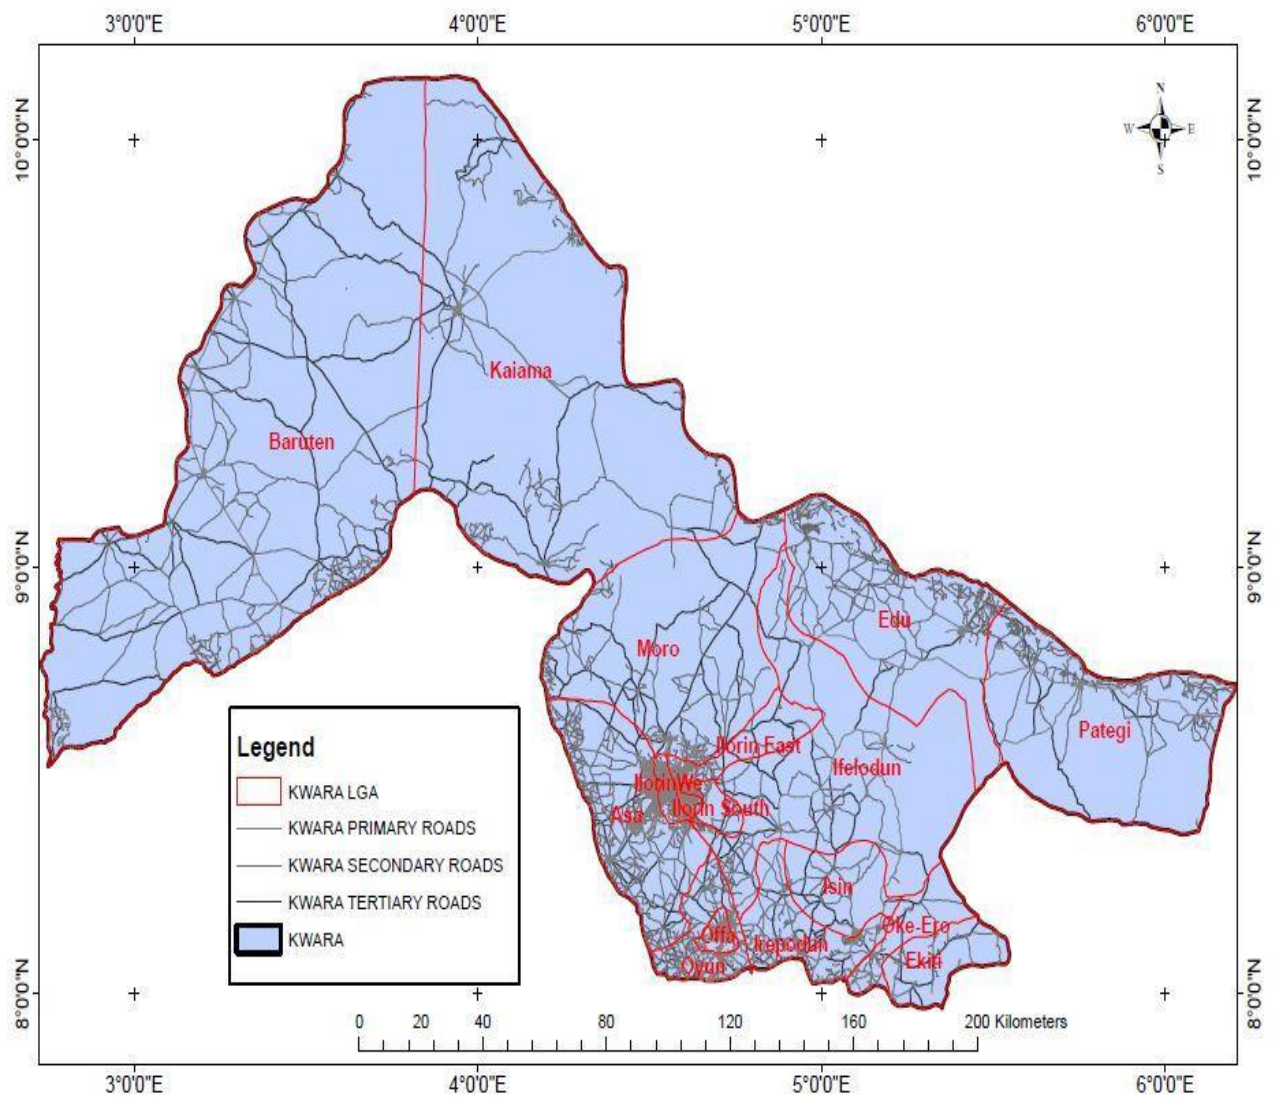 3°0'0"E 4°0'0"E 5°0'0"E 6°0'0"E
10°0'0"N
10°0'0"N
N
W E
S
Kaiama
Baruten
9°0'0"N
9°0'0"N
Edu
Moro
Pategi
Ilorin East
Ifelodun
IlorinWe
Ilorin South
Asa
Isin
Oke-Ero
Offa
Irepodun
Ekiti
Oyun
Legend
KWARA LGA
KWARA PRIMARY ROADS
KWARA SECONDARY ROADS
KWARA TERTIARY ROADS
KWARA
8°0'0"N
8°0'0"N
0 20 40 80 120 160 200 Kilometers
3°0'0"E 4°0'0"E 5°0'0"E 6°0'0"E